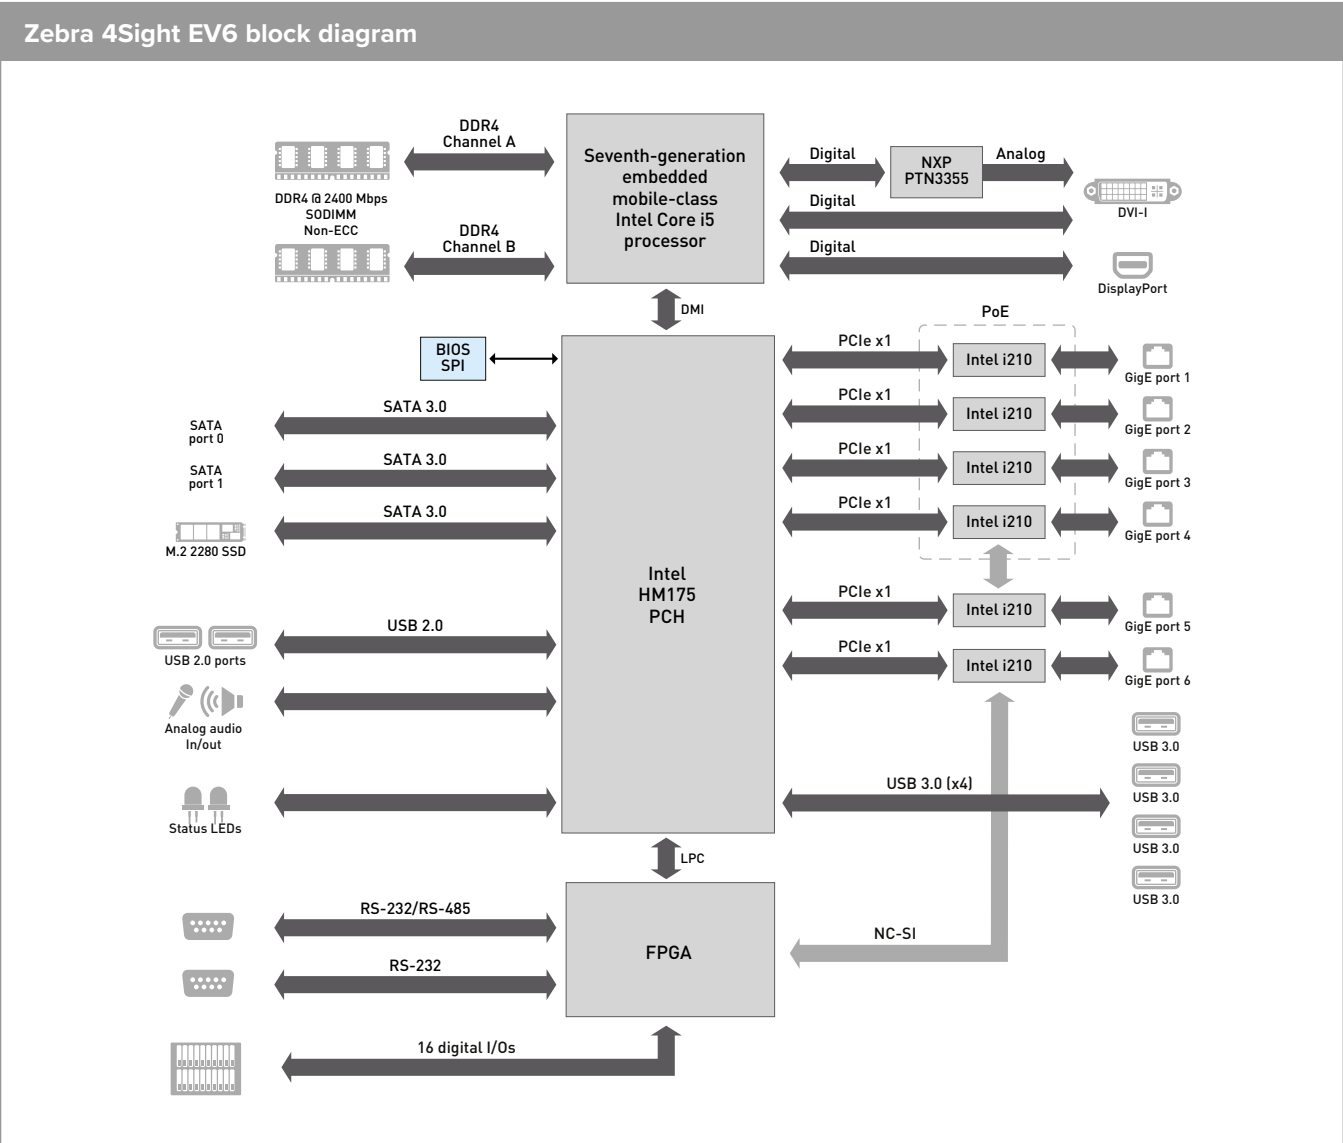 Zebra 4Sight EV6 block diagram
DDR4
Channel A
DDR4 @ 2400 Mbps
SODIMM
Non-ECC
DDR4
Channel B
Seventh-generation
embedded
mobile-class
Intel Core i5
processor
Digital
NXP
PTN3355
Analog
Digital
DVI-I
Digital
DisplayPort
DMI
PoE
BIOS
SPI
SATA 3.0
SATA
port 0
SATA 3.0
SATA
port 1
SATA 3.0
M.2 2280 SSD
USB 2.0
USB 2.0 ports
Analog audio
In/out
Status LEDs
Intel
HM175
PCH
PCIe x1
Intel i210
GigE port 1
PCIe x1
Intel i210
GigE port 2
PCIe x1
Intel i210
GigE port 3
PCIe x1
Intel i210
GigE port 4
PCIe x1
Intel i210
GigE port 5
PCIe x1
Intel i210
GigE port 6
USB 3.0 (x4)
USB 3.0
USB 3.0
USB 3.0
USB 3.0
LPC
RS-232/RS-485
RS-232
FPGA
NC-SI
16 digital I/Os